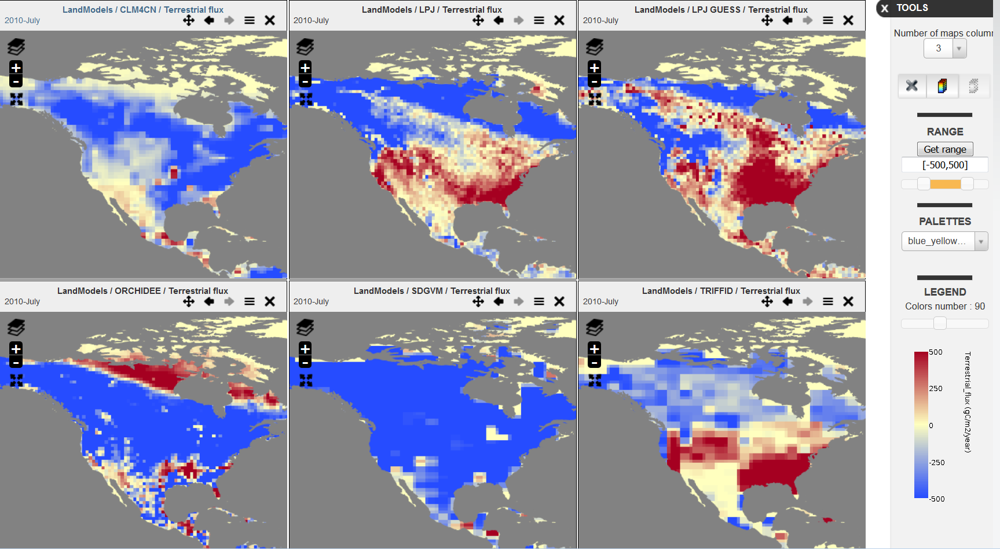 LandModels / CLM4CN / Terrestrial flux
2010-July
LandModels / LPJ / Terrestrial flux
2010-July
LandModels / LPJ GUESS / Terrestrial flux
2010-July
+
-
+
-
+
-
LandModels / ORCHIDEE / Terrestrial flux
2010-July
LandModels / SDGVM / Terrestrial flux
2010-July
LandModels / TRIFFID / Terrestrial flux
2010-July
+
-
+
-
+
-
X TOOLS
Number of maps column
3
RANGE
Get range
[-500,500]
PALETTES
blue_yellow...
LEGEND
Colors number : 90
500
250
0
-250
-500
Terrestrial_flux (gC/m2/year)